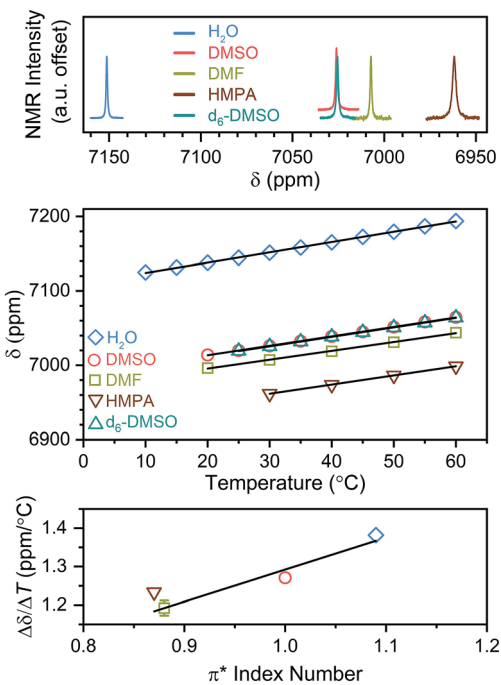 NMR Intensity
(a.u. offset)
H₂O
DMSO
DMF
HMPA
d₆-DMSO
7150 7100 7050 7000 6950
δ (ppm)
δ (ppm)
7200
7100
7000
6900
H₂O
DMSO
DMF
HMPA
d₆-DMSO
0 10 20 30 40 50 60
Temperature (°C)
Δδ/ΔT (ppm/°C)
1.4
1.3
1.2
0.8 0.9 1.0 1.1 1.2
π* Index Number